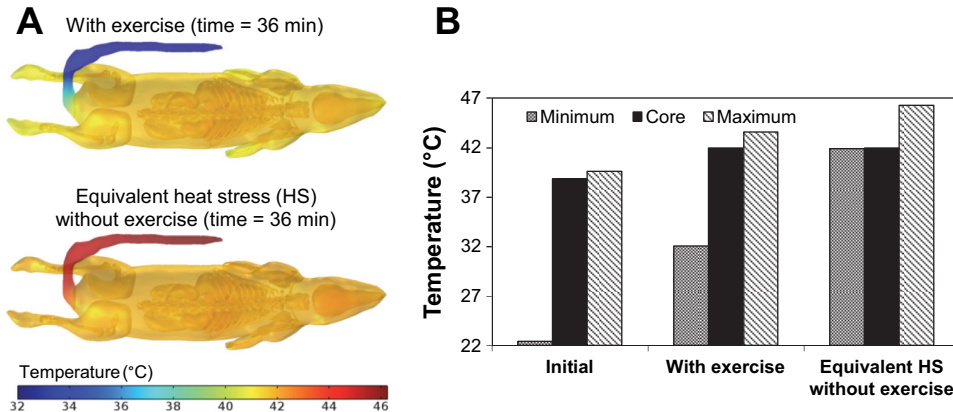 A
With exercise (time = 36 min)
Equivalent heat stress (HS)
without exercise (time = 36 min)
Temperature (°C)
32 34 36 38 40 42 44 46
B
Temperature (°C)
47
42
37
32
27
22
Minimum Core Maximum
Initial With exercise Equivalent HS
without exercise